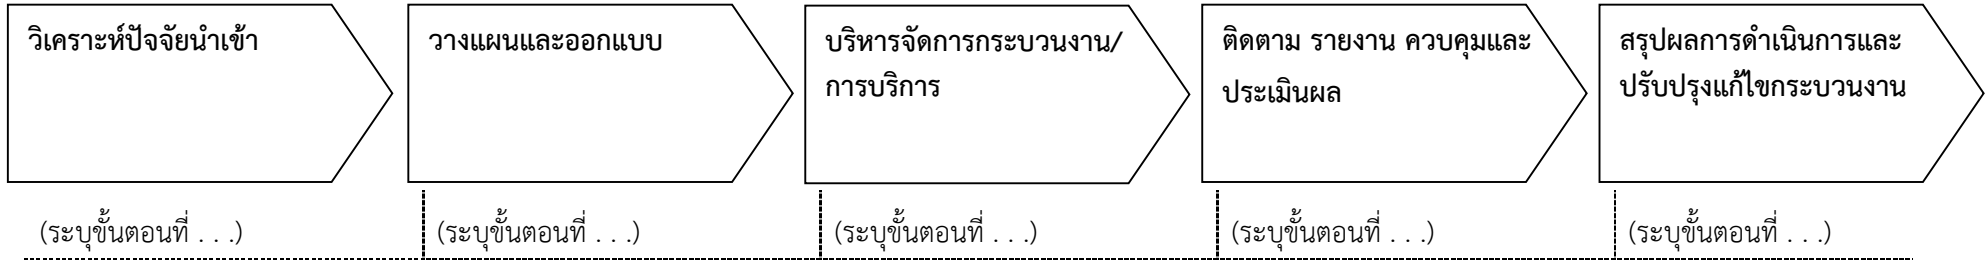 วิเคราะห์ปัจจัยนำเข้า
วางแผนและออกแบบ
บริหารจัดการกระบวนงาน/
การบริการ
ติดตาม รายงาน ควบคุมและ
ประเมินผล
สรุปผลการดำเนินการและ
ปรับปรุงแก้ไขกระบวนงาน
(ระบุขั้นตอนที่ . . .)
(ระบุขั้นตอนที่ . . .)
(ระบุขั้นตอนที่ . . .)
(ระบุขั้นตอนที่ . . .)
(ระบุขั้นตอนที่ . . .)